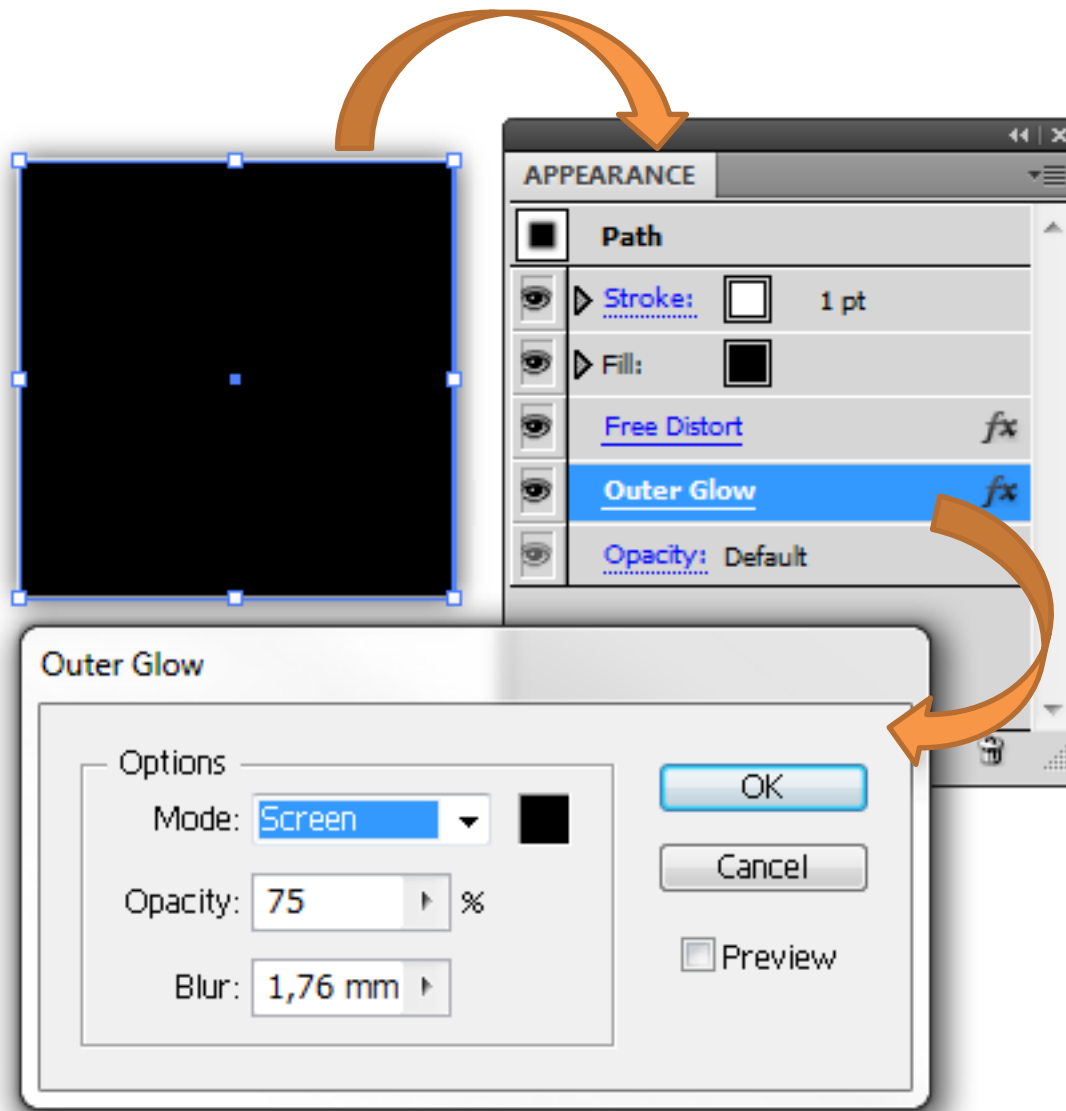 APPEARANCE
Path
Stroke: 1 pt
Fill:
Free Distort fx
Outer Glow fx
Opacity: Default
Outer Glow
Options
Mode: Screen
Opacity: 75 %
Blur: 1,76 mm
OK
Cancel
Preview